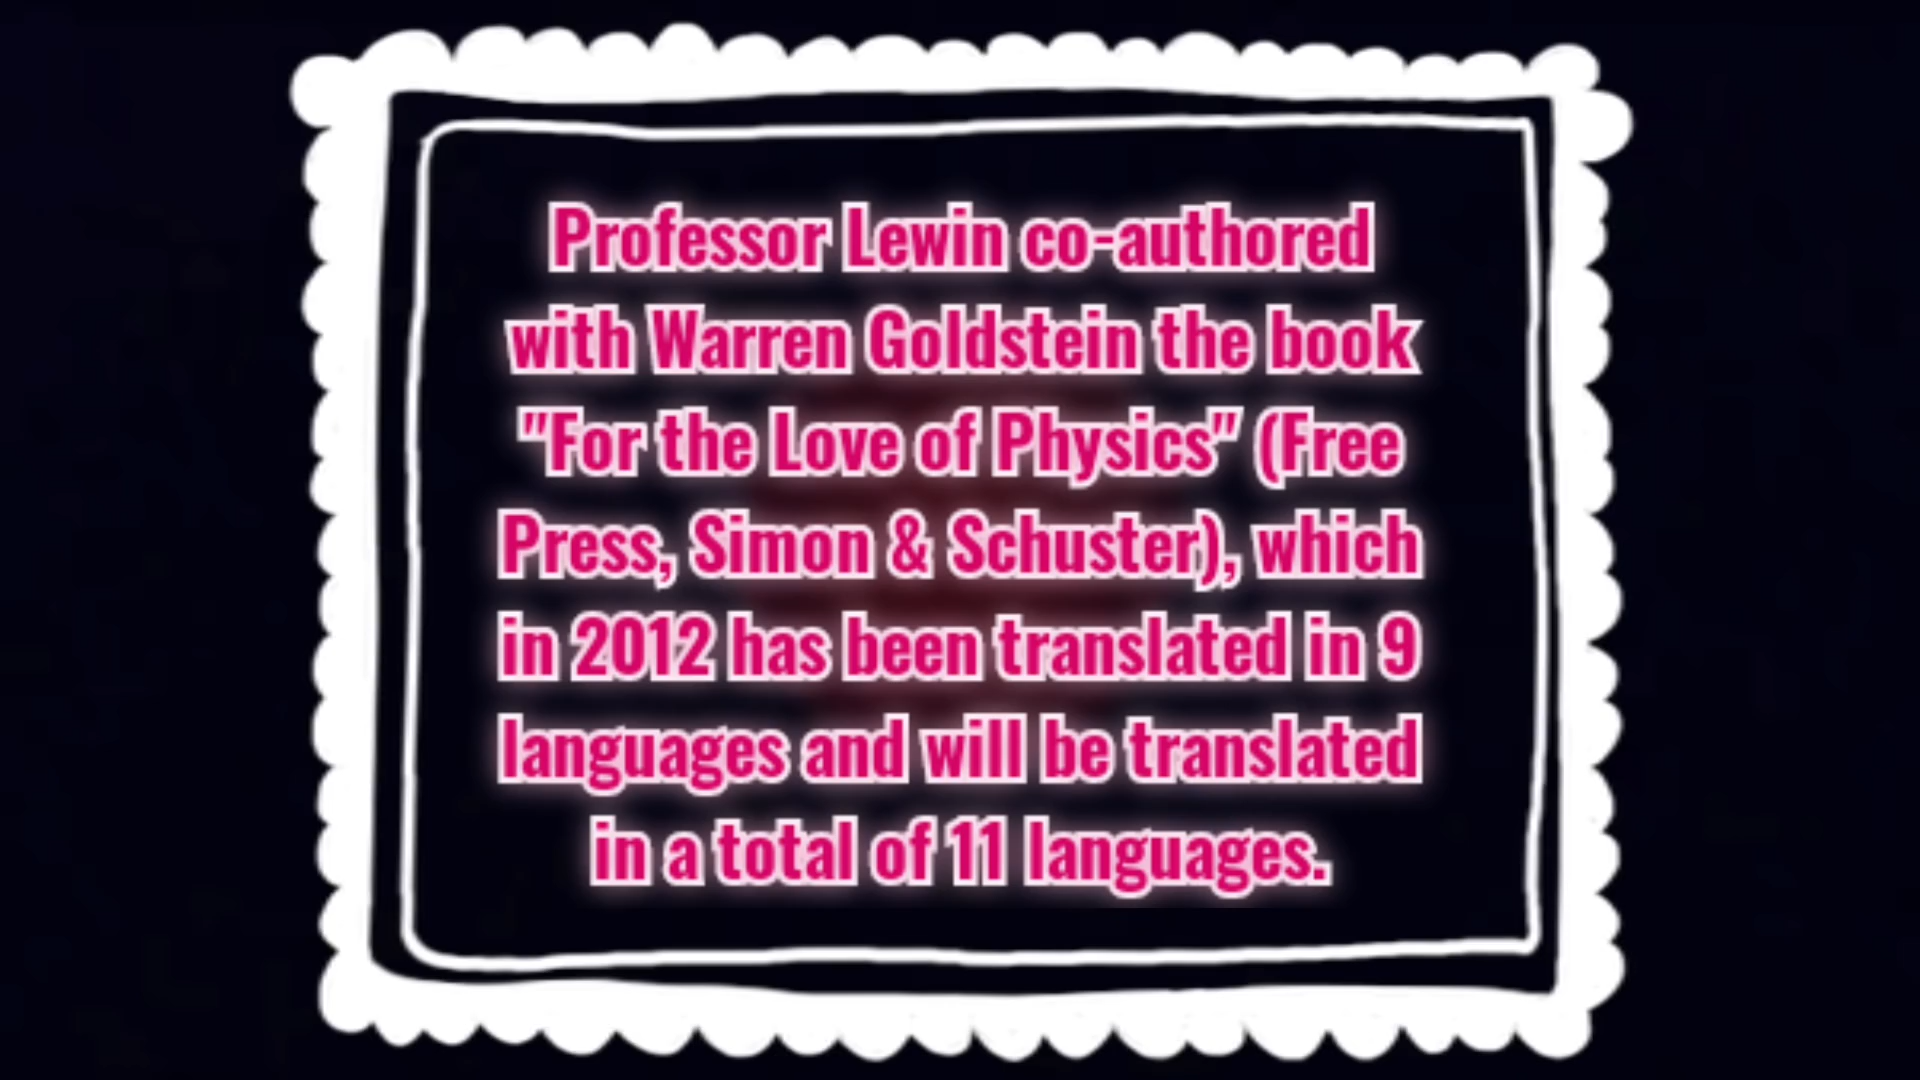 Professor Lewin co-authored
with Warren Goldstein the book
"For the Love of Physics" (Free
Press, Simon & Schuster), which
in 2012 has been translated in 9
languages and will be translated
in a total of 11 languages.